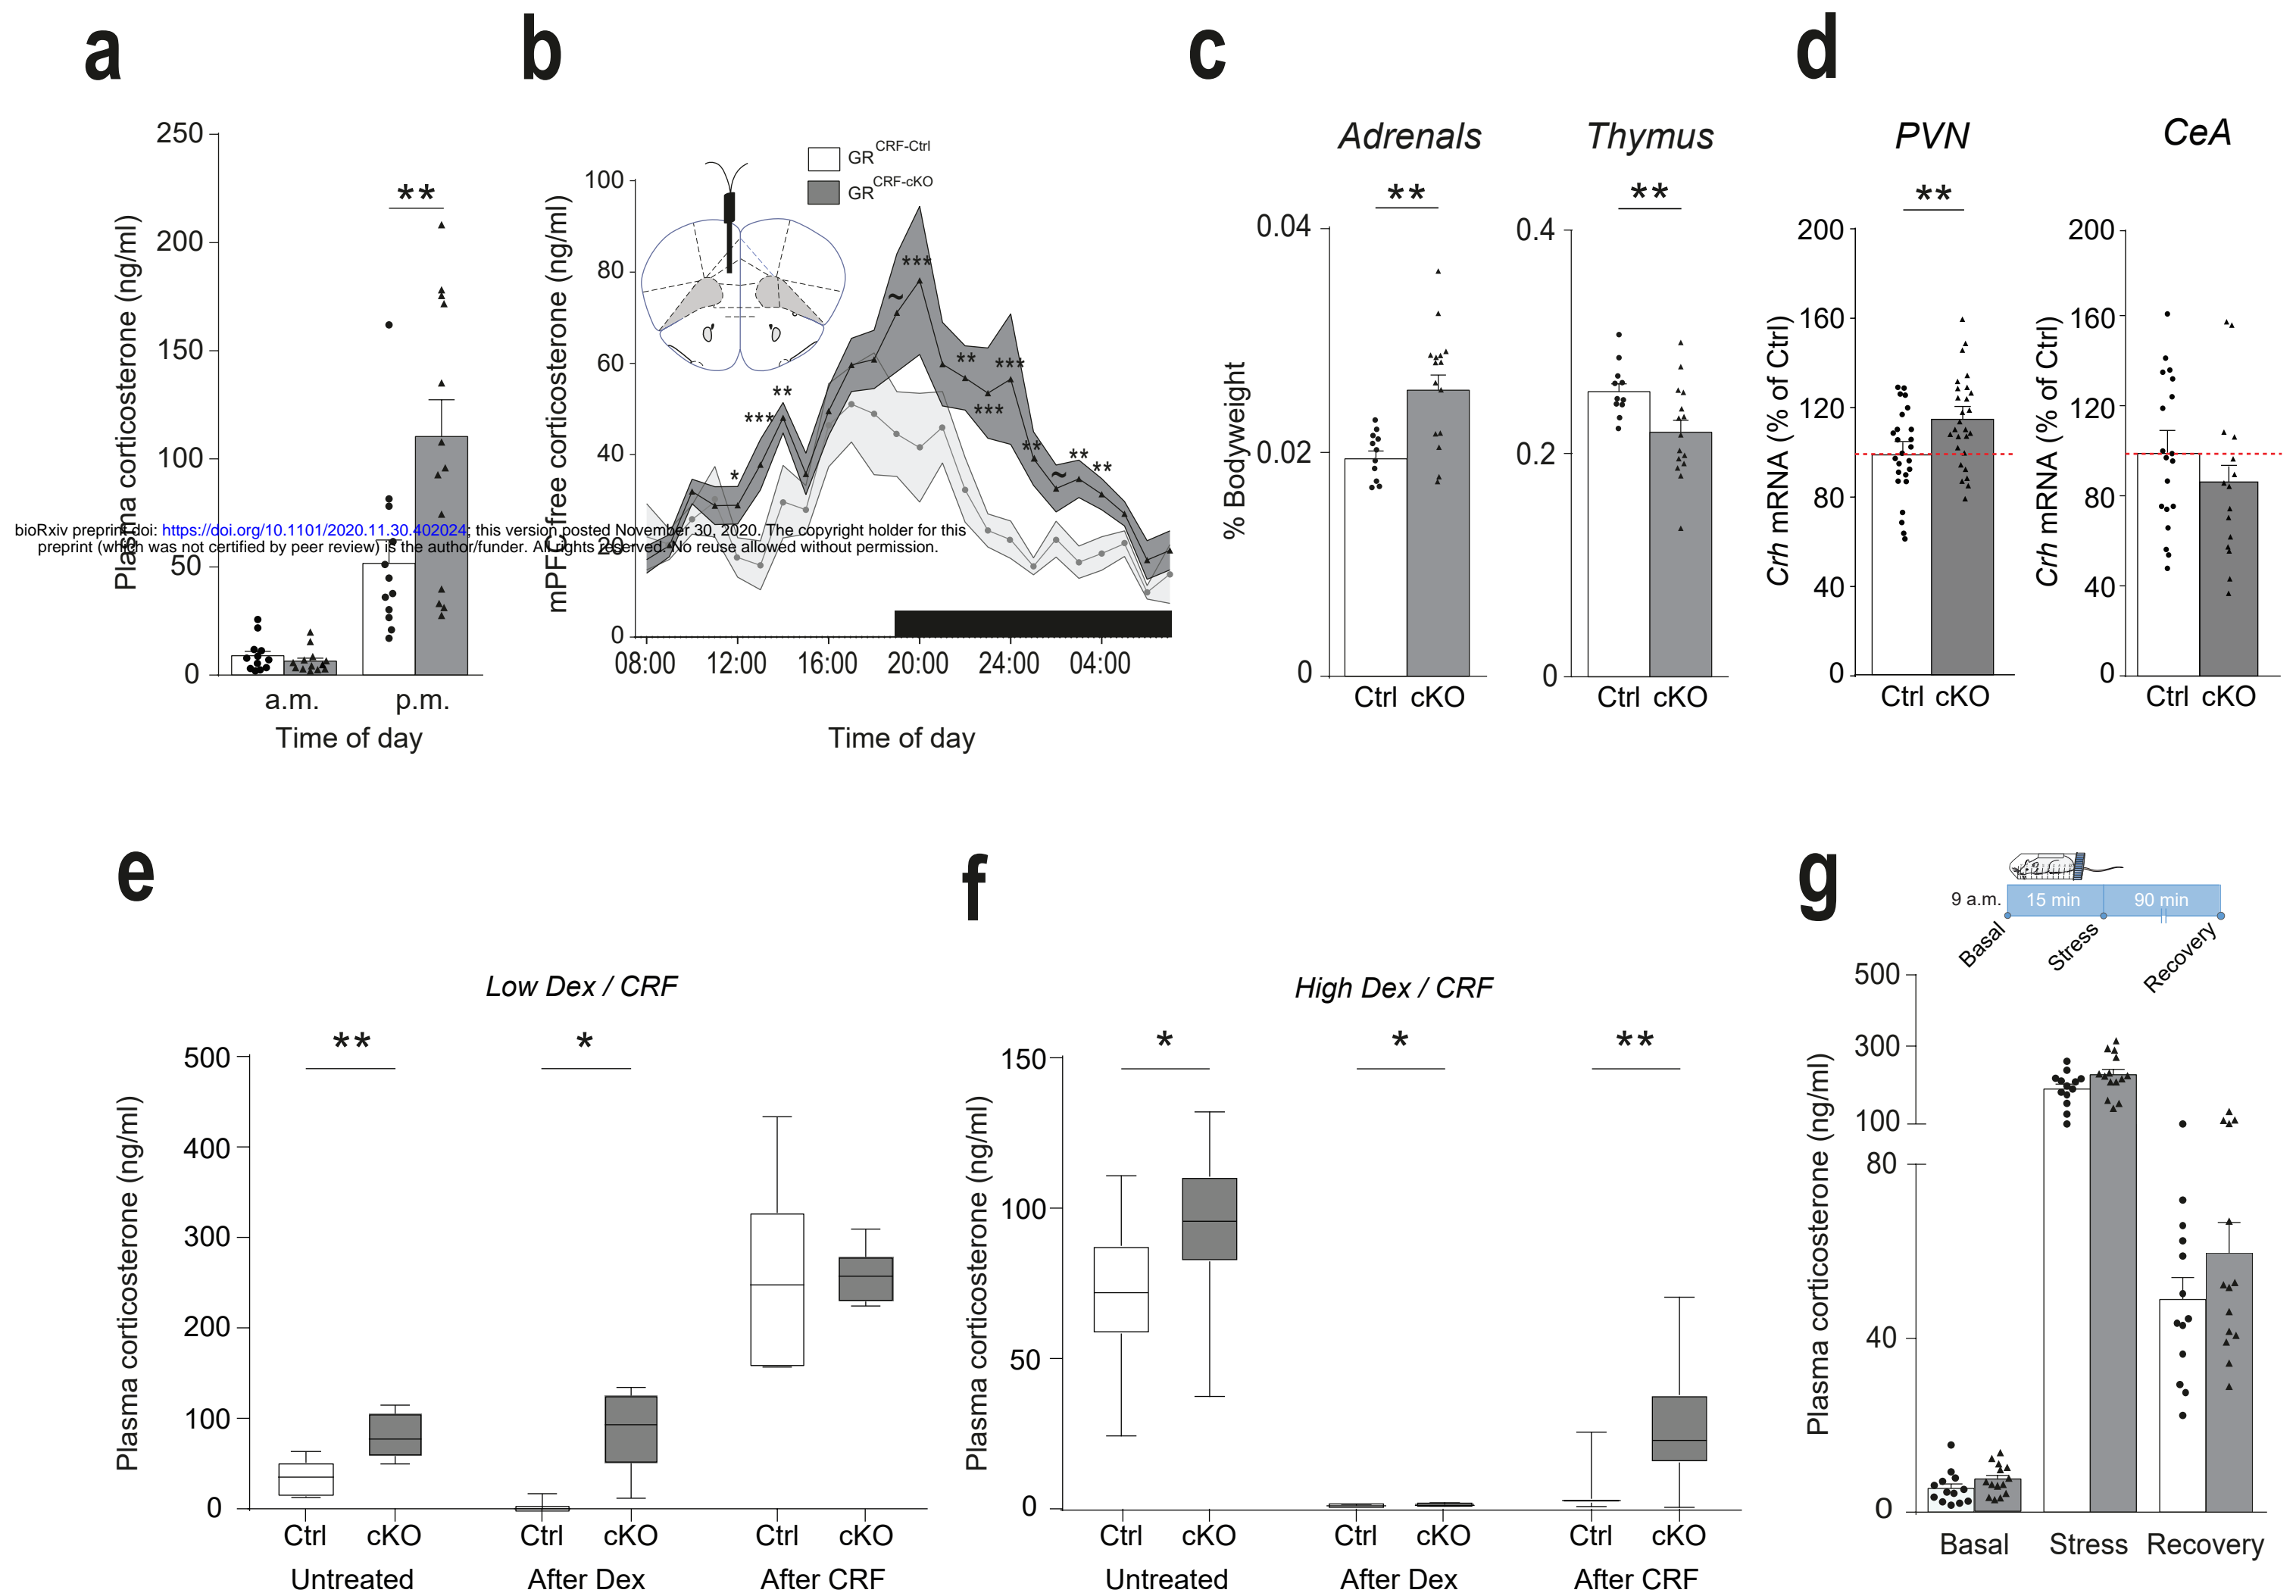 a
250
200
150
100
50
0
Plasma corticosterone (ng/ml)
**
a.m. p.m.
Time of day
b
GR CRF-Ctrl
GR CRF-cKO
100
80
60
40
20
0
mPFC-free corticosterone (ng/ml)
* *** ** ~ *** ** *** *** ** ~ ** **
08:00 12:00 16:00 20:00 24:00 04:00
Time of day
bioRxiv preprint doi: https://doi.org/10.1101/2020.11.30.402024; this version posted November 30, 2020. The copyright holder for this
preprint (which was not certified by peer review) is the author/funder. All rights reserved. No reuse allowed without permission.
c
Adrenals
**
0.04
0.02
0
% Bodyweight
Ctrl cKO
Thymus
**
0.4
0.2
0
Ctrl cKO
d
PVN
**
200
160
120
80
40
0
Crh mRNA (% of Ctrl)
Ctrl cKO
CeA
200
160
120
80
40
0
Crh mRNA (% of Ctrl)
Ctrl cKO
e
Low Dex / CRF
** *
500
400
300
200
100
0
Plasma corticosterone (ng/ml)
Ctrl cKO Ctrl cKO Ctrl cKO
Untreated After Dex After CRF
f
High Dex / CRF
* * **
150
100
50
0
Plasma corticosterone (ng/ml)
Ctrl cKO Ctrl cKO Ctrl cKO
Untreated After Dex After CRF
g
9 a.m. 15 min 90 min
Basal Stress Recovery
500
300
100
80
40
0
Plasma corticosterone (ng/ml)
Basal Stress Recovery